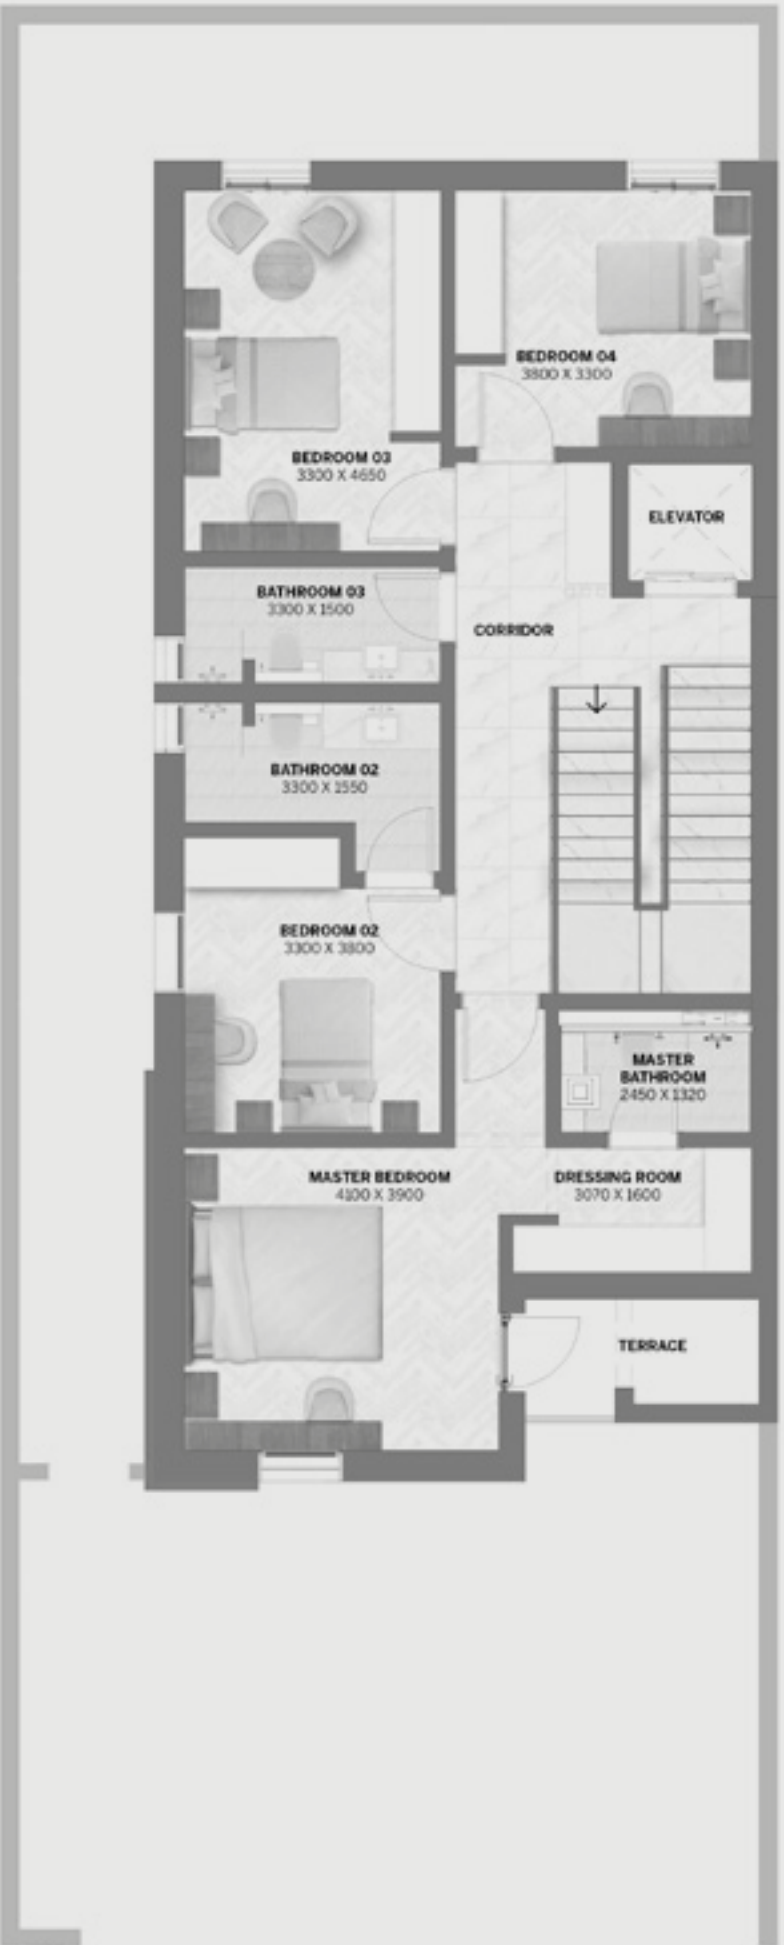 BEDROOM 04
3800 X 3300
BEDROOM 03
3300 X 4650
ELEVATOR
BATHROOM 03
3300 X 1500
CORRIDOR
BATHROOM 02
3300 X 1550
BEDROOM 02
3300 X 3800
MASTER
BATHROOM
2450 X 1320
MASTER BEDROOM
4100 X 3900
DRESSING ROOM
3070 X 1600
TERRACE